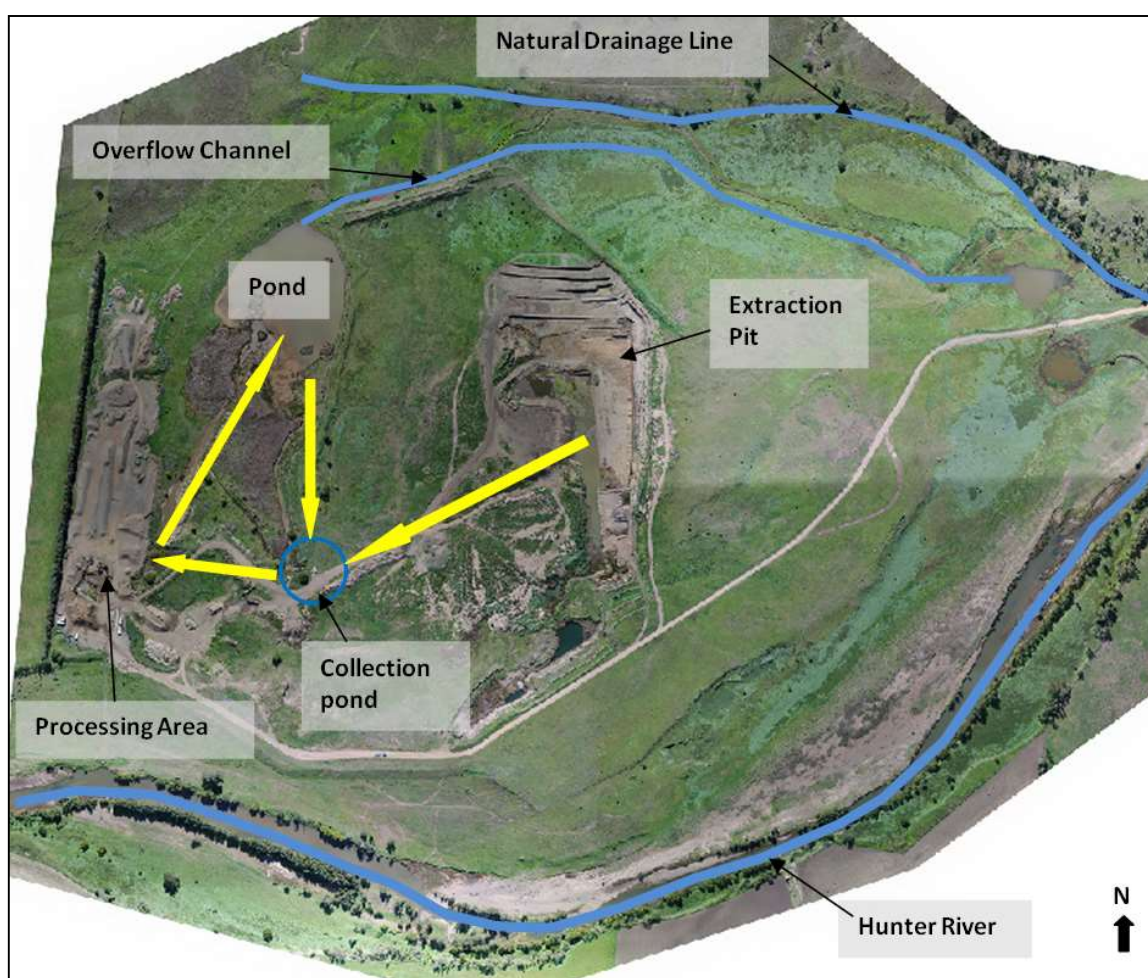 Natural Drainage Line
Overflow Channel
Pond
Extraction
Pit
Collection
pond
Processing Area
N
Hunter River